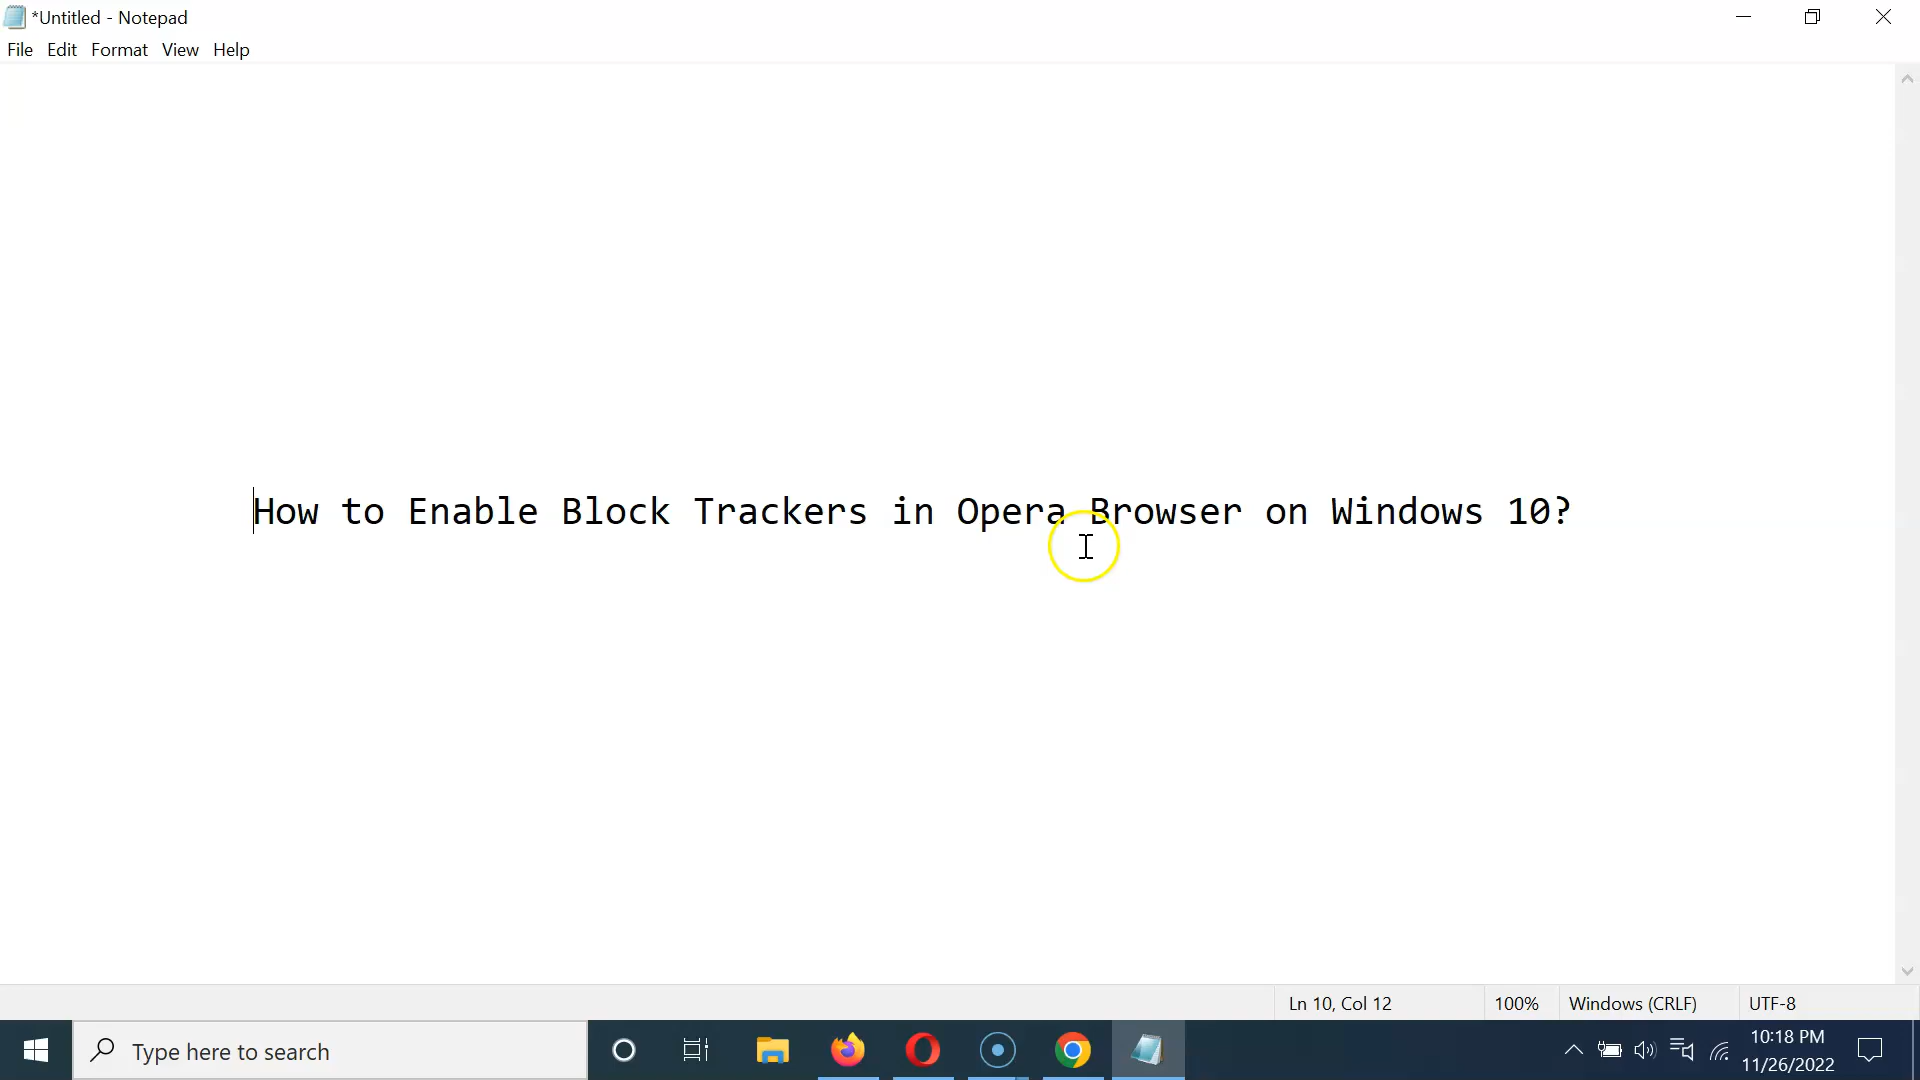 *Untitled - Notepad
File Edit Format View Help
How to Enable Block Trackers in Opera Browser on Windows 10?
Ln 10, Col 12 100% Windows (CRLF) UTF-8
Type here to search
10:18 PM
11/26/2022